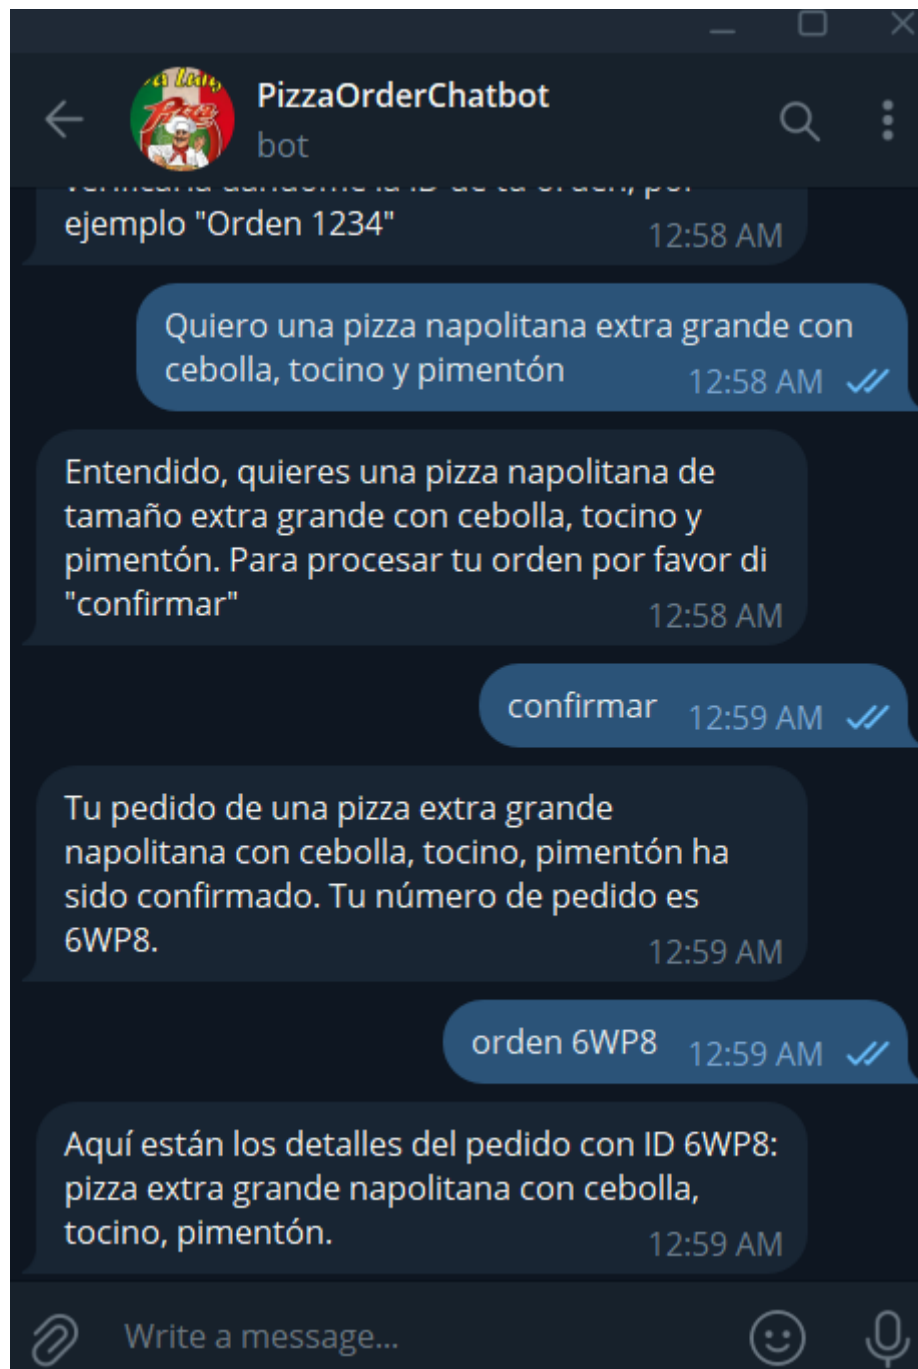 PizzaOrderChatbot
bot
ejemplo "Orden 1234"
12:58 AM
Quiero una pizza napolitana extra grande con
cebolla, tocino y pimentón
12:58 AM
Entendido, quieres una pizza napolitana de
tamaño extra grande con cebolla, tocino y
pimentón. Para procesar tu orden por favor di
"confirmar"
12:58 AM
confirmar
12:59 AM
Tu pedido de una pizza extra grande
napolitana con cebolla, tocino, pimentón ha
sido confirmado. Tu número de pedido es
6WP8.
12:59 AM
orden 6WP8
12:59 AM
Aquí están los detalles del pedido con ID 6WP8:
pizza extra grande napolitana con cebolla,
tocino, pimentón.
12:59 AM
Write a message...